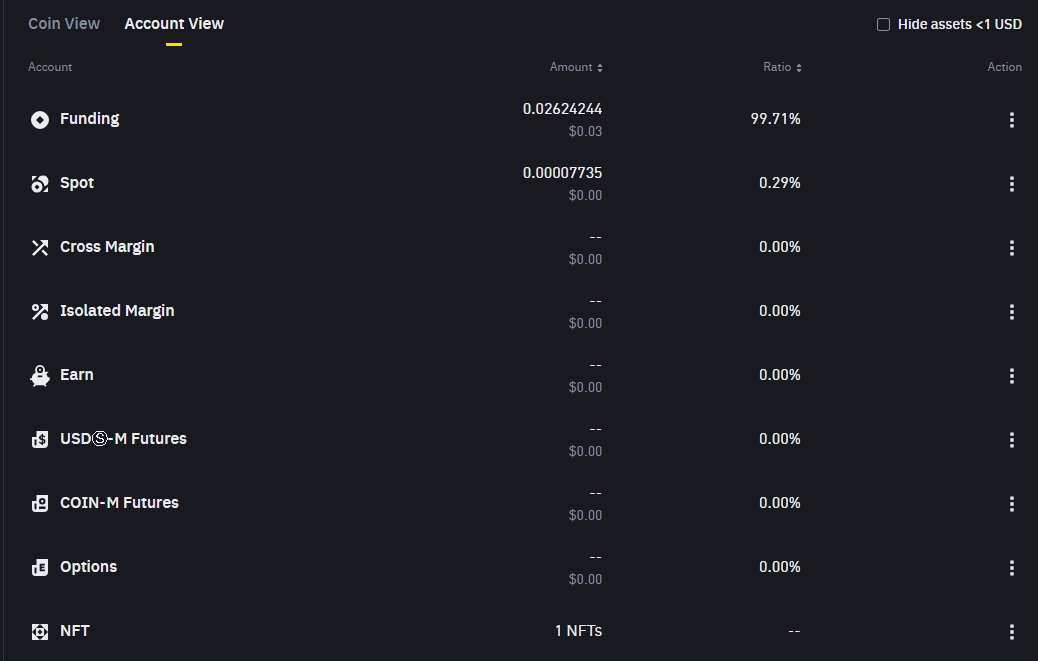 Coin View Account View Hide assets <1 USD
Account Amount Ratio Action
Funding 0.02624244 99.71%
$0.03
Spot 0.00007735 0.29%
$0.00
Cross Margin -- 0.00%
$0.00
Isolated Margin -- 0.00%
$0.00
Earn -- 0.00%
$0.00
USDⓈ-M Futures -- 0.00%
$0.00
COIN-M Futures -- 0.00%
$0.00
Options -- 0.00%
$0.00
NFT 1 NFTs --